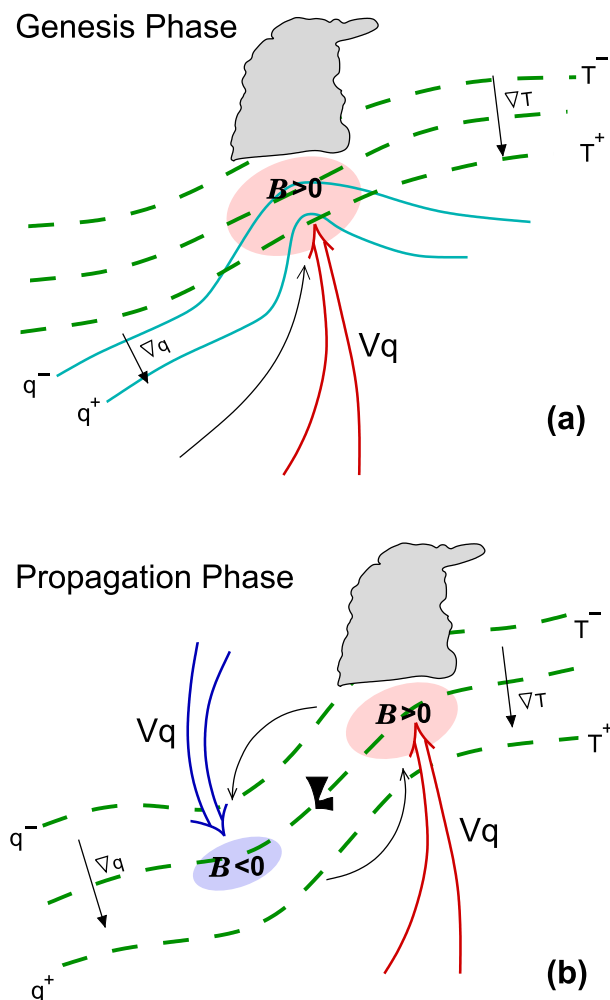 Genesis Phase
T⁻
∇T
T⁺
B>0
∇q
Vq
q⁻
q⁺
(a)
Propagation Phase
T⁻
∇T
B>0
Vq
T⁺
q⁻
Vq
∇q
B<0
q⁺
(b)